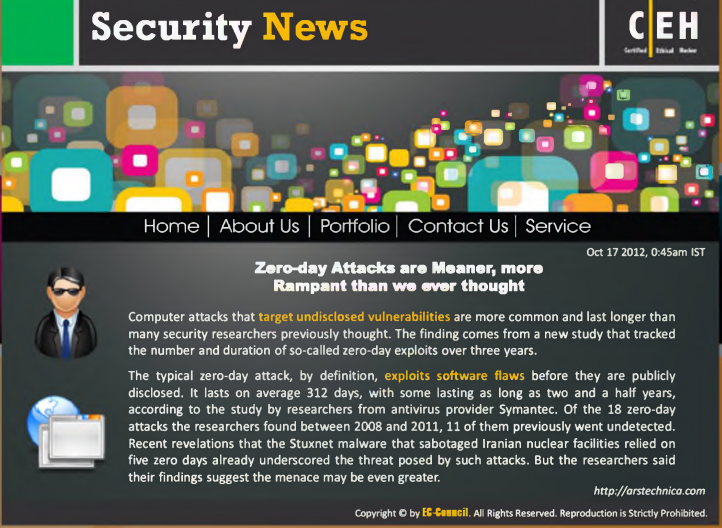 Security News
CEH
Certified Ethical Hacker
Home | About Us | Portfolio | Contact Us | Service
Oct 17 2012, 0:45am IST
Zero-day Attacks are Meaner, more
Rampant than we ever thought
Computer attacks that target undisclosed vulnerabilities are more common and last longer than
many security researchers previously thought. The finding comes from a new study that tracked
the number and duration of so-called zero-day exploits over three years.
The typical zero-day attack, by definition, exploits software flaws before they are publicly
disclosed. It lasts on average 312 days, with some lasting as long as two and a half years,
according to the study by researchers from antivirus provider Symantec. Of the 18 zero-day
attacks the researchers found between 2008 and 2011, 11 of them previously went undetected.
Recent revelations that the Stuxnet malware that sabotaged Iranian nuclear facilities relied on
five zero days already underscored the threat posed by such attacks. But the researchers said
their findings suggest the menace may be even greater.
http://arstechnica.com
Copyright © by EC-Council. All Rights Reserved. Reproduction is Strictly Prohibited.